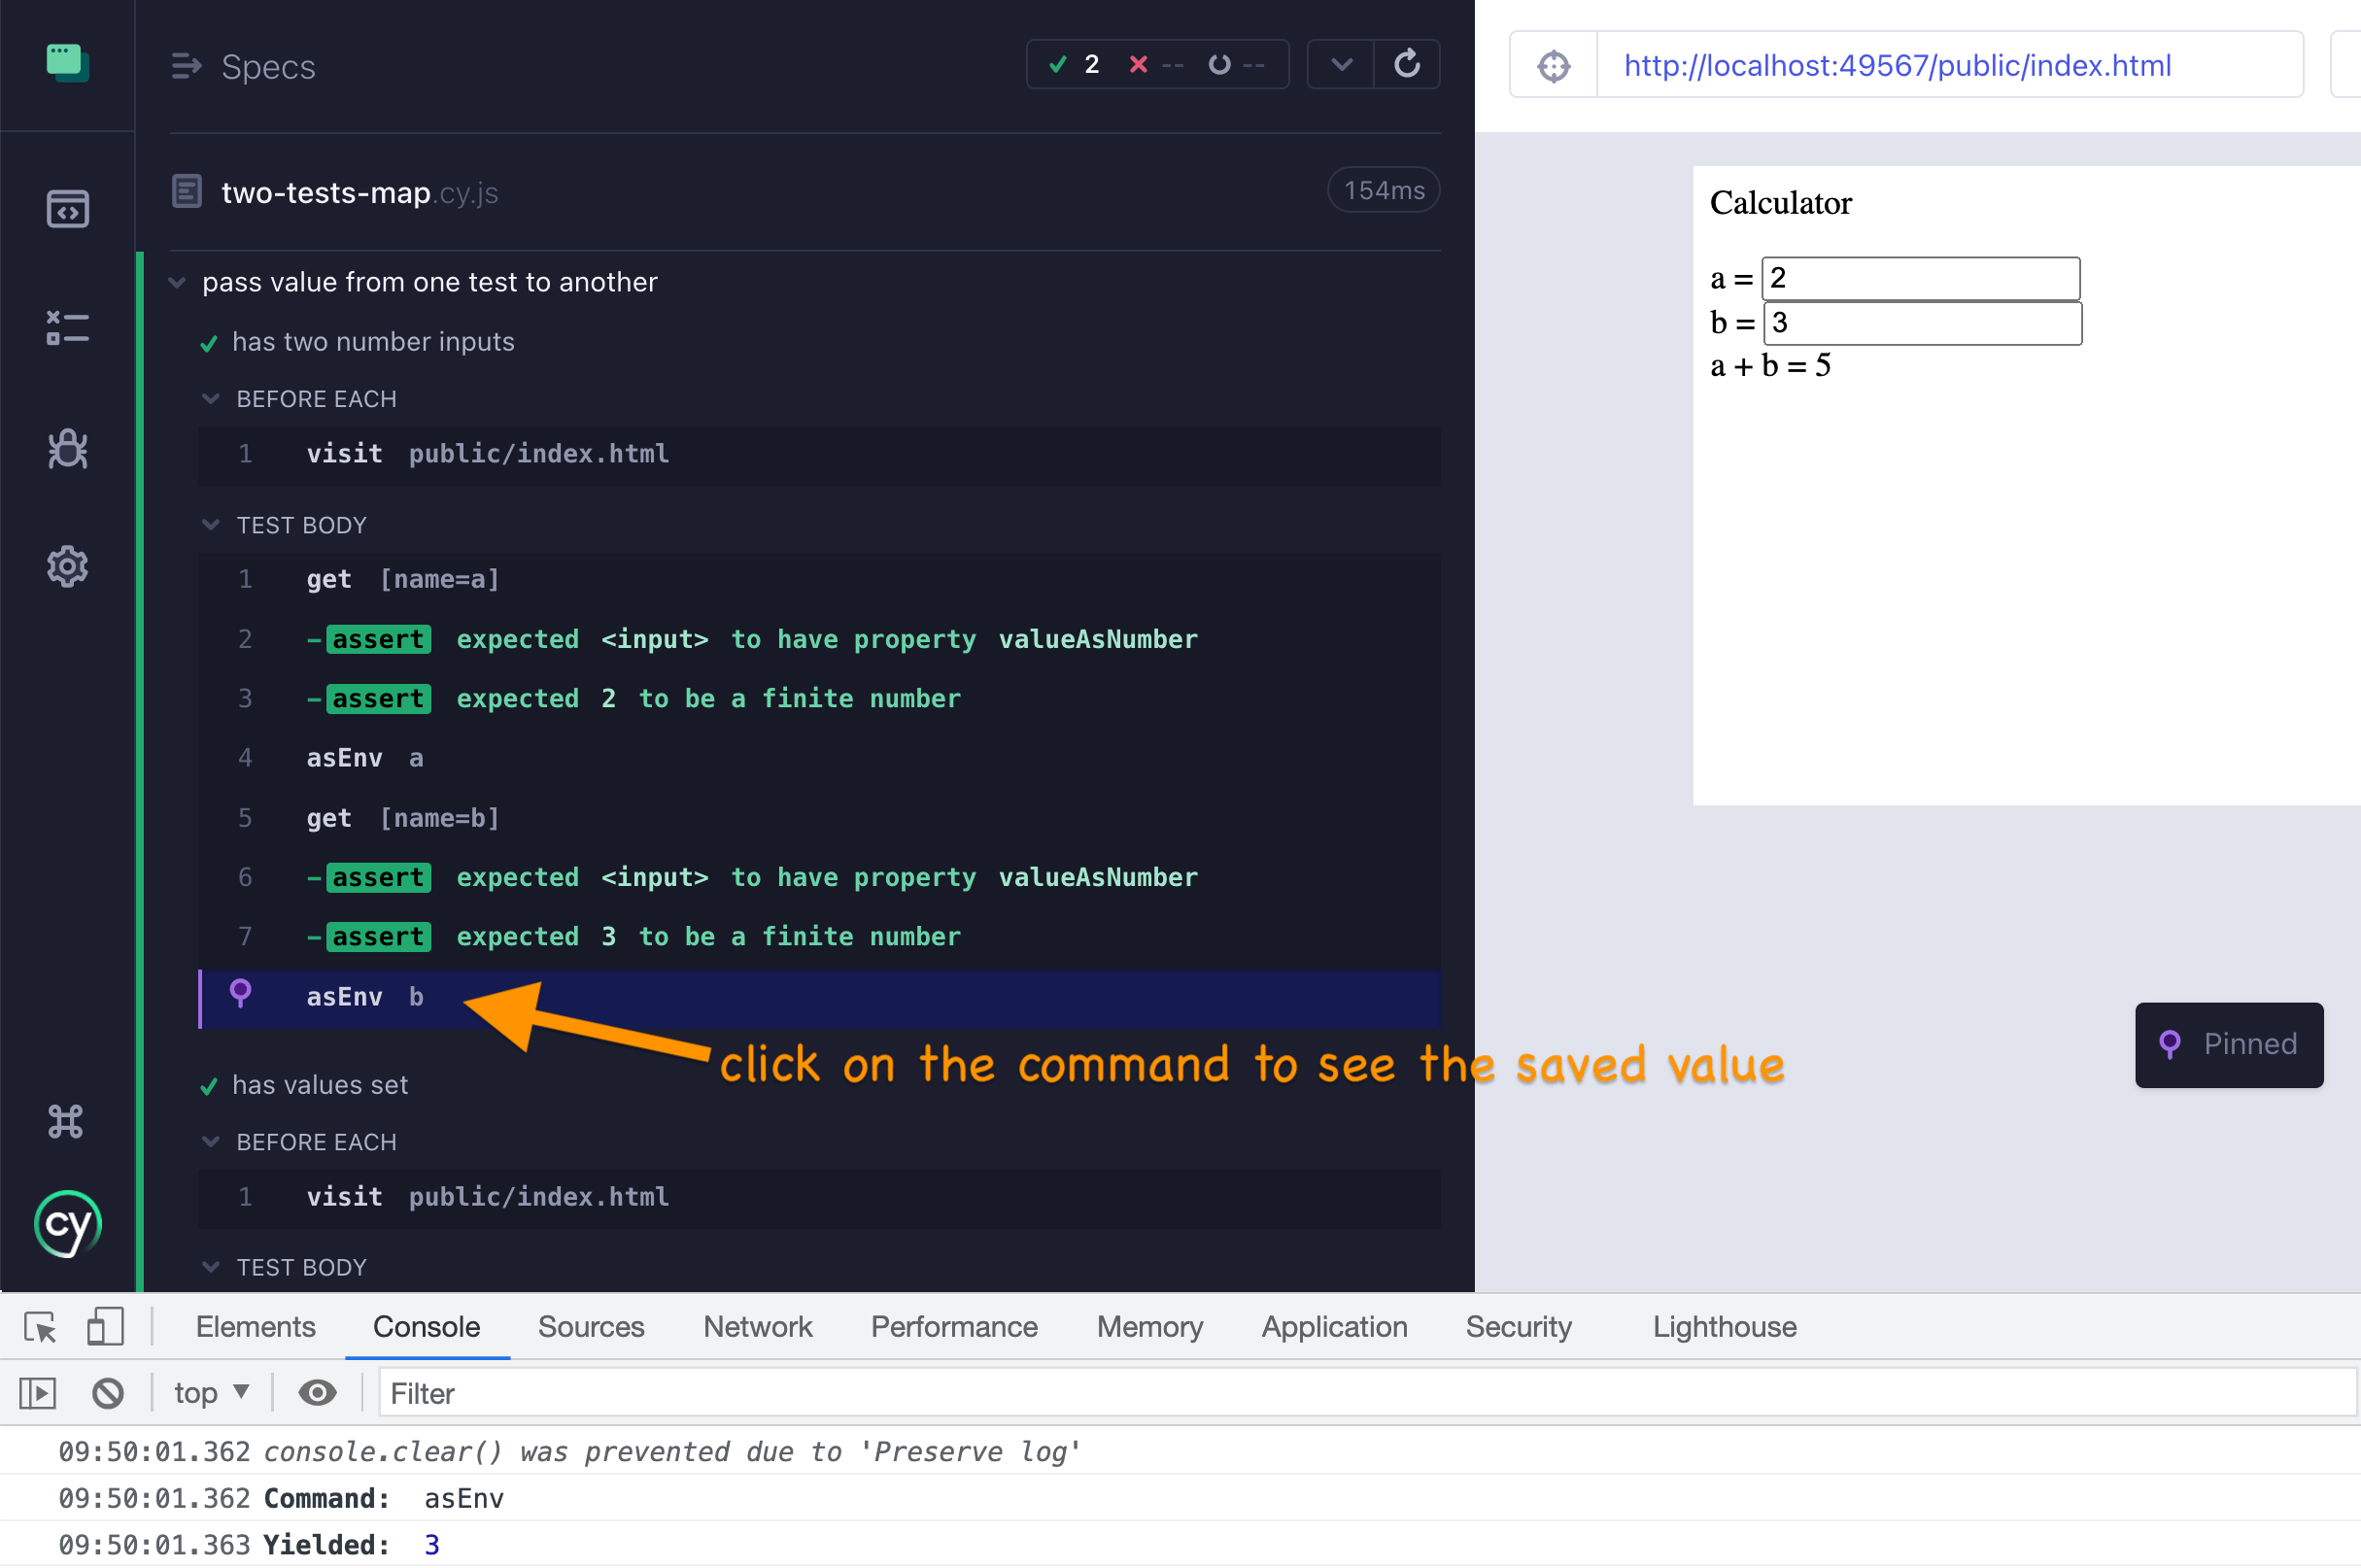 Specs
2 -- --
http://localhost:49567/public/index.html
two-tests-map.cy.js
154ms
pass value from one test to another
has two number inputs
BEFORE EACH
1 visit public/index.html
TEST BODY
1 get [name=a]
2 -assert expected <input> to have property valueAsNumber
3 -assert expected 2 to be a finite number
4 asEnv a
5 get [name=b]
6 -assert expected <input> to have property valueAsNumber
7 -assert expected 3 to be a finite number
asEnv b
click on the command to see the saved value
has values set
BEFORE EACH
1 visit public/index.html
TEST BODY
cy
Calculator
a = 2
b = 3
a + b = 5
Pinned
Elements Console Sources Network Performance Memory Application Security Lighthouse
top ▼ Filter
09:50:01.362 console.clear() was prevented due to 'Preserve log'
09:50:01.362 Command: asEnv
09:50:01.363 Yielded: 3